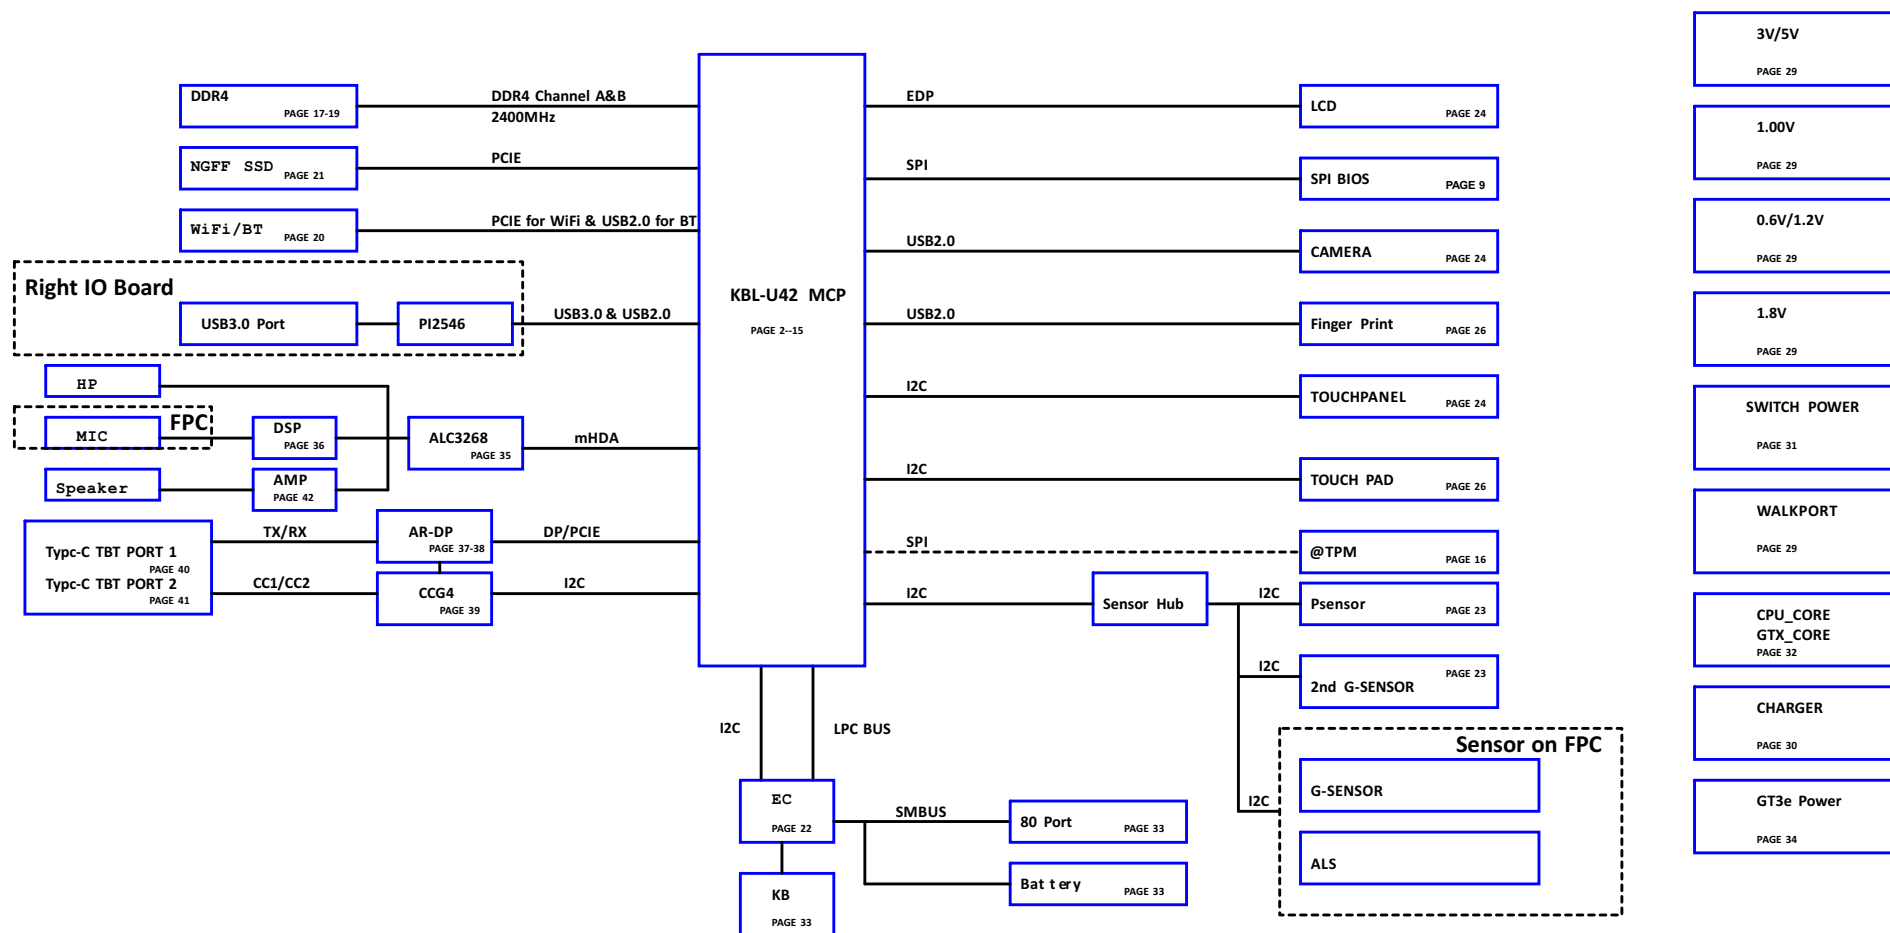 DDR4
PAGE 17-19
DDR4 Channel A&B
2400MHz
NGFF SSD PAGE 21
PCIE
WiFi/BT PAGE 20
PCIE for WiFi & USB2.0 for BT
Right IO Board
USB3.0 Port
PI2546
USB3.0 & USB2.0
HP
FPC
MIC
DSP
PAGE 36
ALC3268
PAGE 35
mHDA
Speaker
AMP
PAGE 42
Typc-C TBT PORT 1
PAGE 40
Typc-C TBT PORT 2
PAGE 41
TX/RX
AR-DP
PAGE 37-38
DP/PCIE
CC1/CC2
CCG4
PAGE 39
I2C
KBL-U42 MCP
PAGE 2--15
EDP
LCD
PAGE 24
SPI
SPI BIOS PAGE 9
USB2.0
CAMERA PAGE 24
USB2.0
Finger Print PAGE 26
I2C
TOUCHPANEL PAGE 24
I2C
TOUCH PAD PAGE 26
SPI
@TPM PAGE 16
I2C
Sensor Hub
I2C
Psensor PAGE 23
I2C
PAGE 23
2nd G-SENSOR
Sensor on FPC
I2C
G-SENSOR
ALS
I2C
LPC BUS
EC
PAGE 22
SMBUS
80 Port PAGE 33
Battery PAGE 33
KB
PAGE 33
3V/5V
PAGE 29
1.00V
PAGE 29
0.6V/1.2V
PAGE 29
1.8V
PAGE 29
SWITCH POWER
PAGE 31
WALKPORT
PAGE 29
CPU_CORE
GTX_CORE
PAGE 32
CHARGER
PAGE 30
GT3e Power
PAGE 34